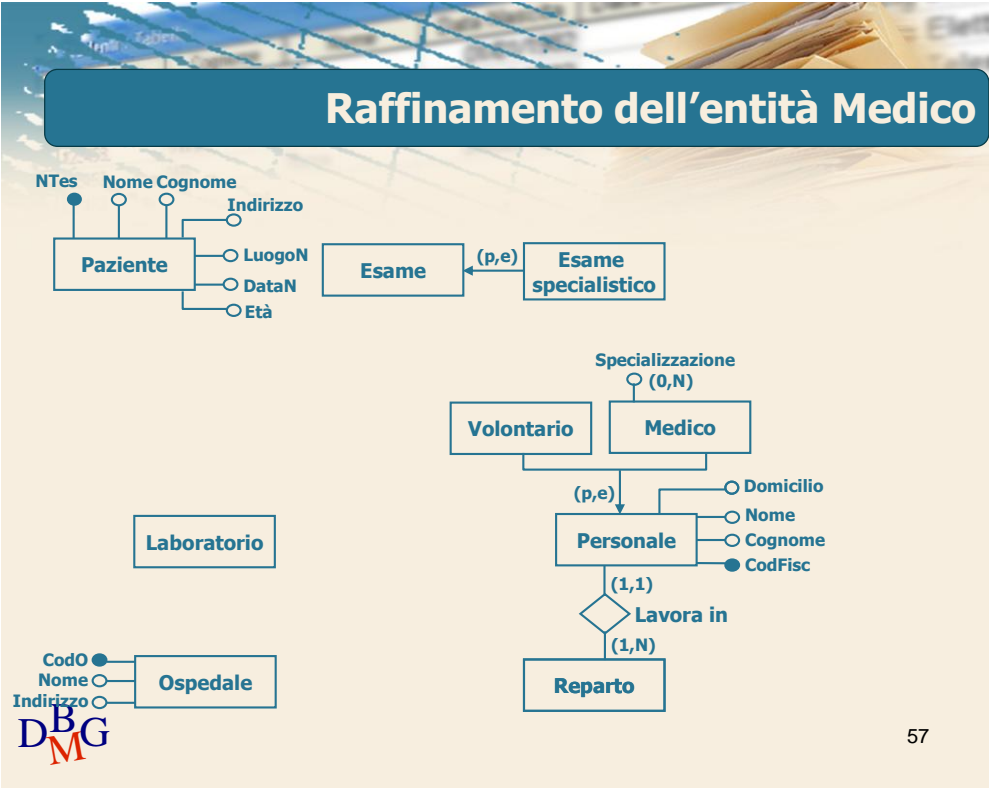 Raffinamento dell'entità Medico
NTes
Nome
Cognome
Indirizzo
LuogoN
DataN
Età
Paziente
Esame
(p,e)
Esame
specialistico
Specializzazione
(0,N)
Volontario
Medico
(p,e)
Domicilio
Nome
Cognome
CodFisc
Personale
Laboratorio
(1,1)
Lavora in
(1,N)
Reparto
CodO
Nome
Indirizzo
Ospedale
DBMG
57